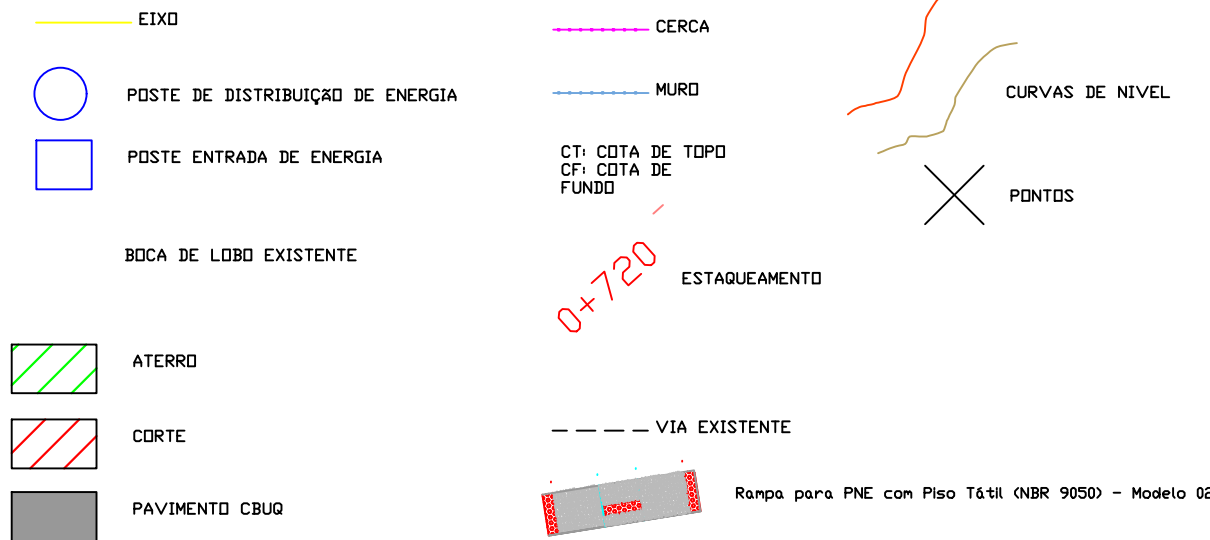 EIXO
POSTE DE DISTRIBUIÇÃO DE ENERGIA
POSTE ENTRADA DE ENERGIA
BOCA DE LOBO EXISTENTE
ATERRO
CORTE
PAVIMENTO CBUQ
CERCA
MURO
CT: COTA DE TOPO
CF: COTA DE
FUNDO
0+720
ESTAQUEAMENTO
VIA EXISTENTE
Rampa para PNE com Piso Tátil (NBR 9050) - Modelo 02
CURVAS DE NIVEL
PONTOS